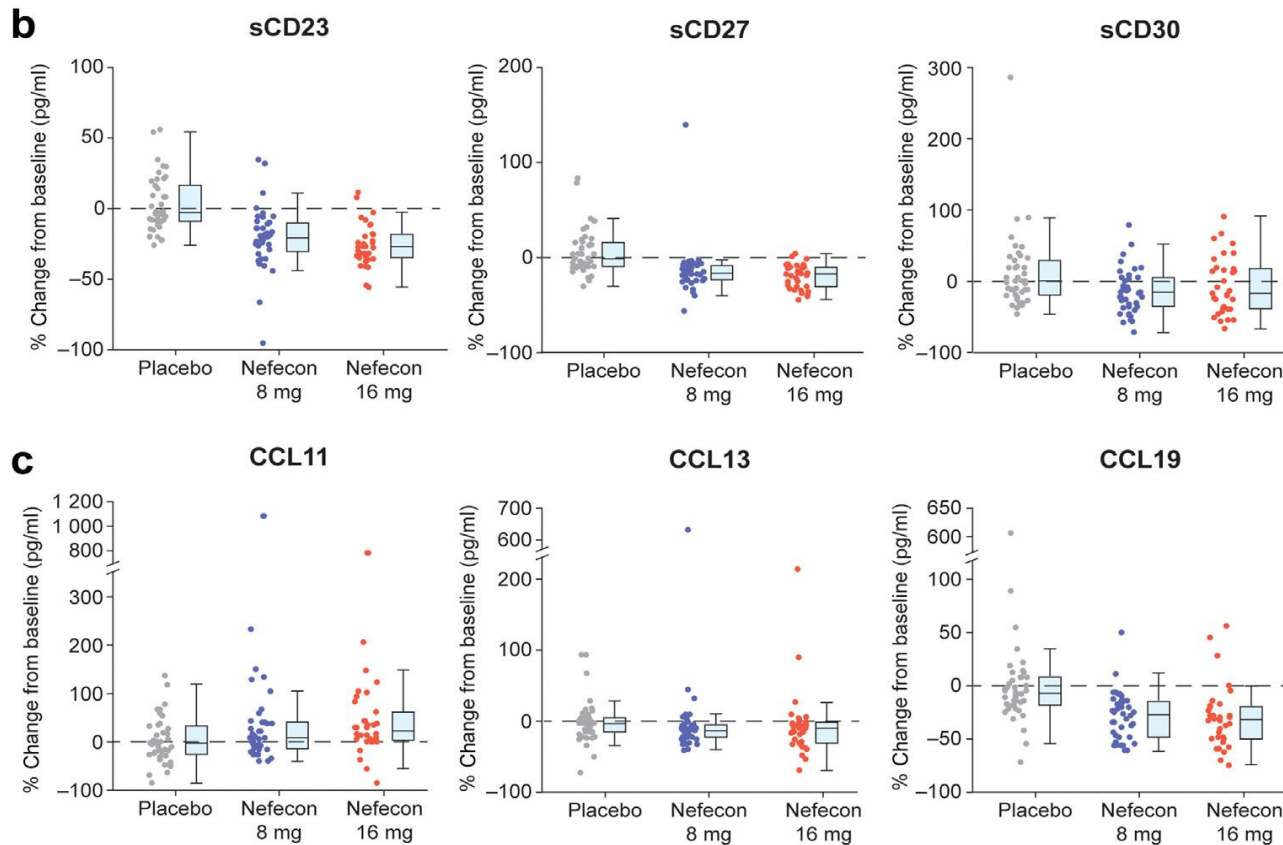 b
sCD23
% Change from baseline (pg/ml)
100
50
0
–50
–100
Placebo
Nefecon
8 mg
Nefecon
16 mg
sCD27
% Change from baseline (pg/ml)
200
100
0
–100
Placebo
Nefecon
8 mg
Nefecon
16 mg
sCD30
% Change from baseline (pg/ml)
300
200
100
0
–100
Placebo
Nefecon
8 mg
Nefecon
16 mg
c
CCL11
% Change from baseline (pg/ml)
1 200
1 000
800
300
200
100
0
–100
Placebo
Nefecon
8 mg
Nefecon
16 mg
CCL13
% Change from baseline (pg/ml)
700
600
200
100
0
–100
Placebo
Nefecon
8 mg
Nefecon
16 mg
CCL19
% Change from baseline (pg/ml)
650
600
100
50
0
–50
–100
Placebo
Nefecon
8 mg
Nefecon
16 mg